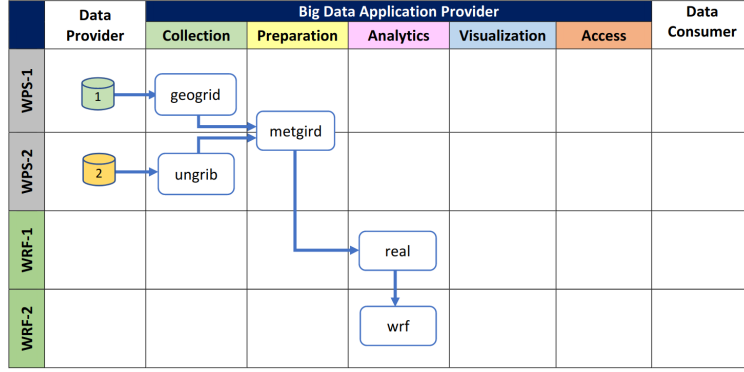 Data
Provider
Big Data Application Provider
Data
Consumer
Collection
Preparation
Analytics
Visualization
Access
WPS-1
1
geogrid
metgird
WPS-2
2
ungrib
WRF-1
real
WRF-2
wrf